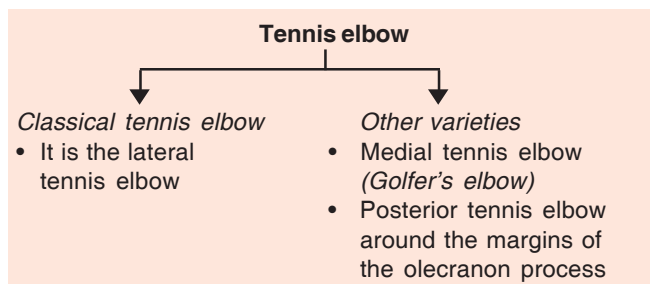 Tennis elbow
Classical tennis elbow
• It is the lateral
tennis elbow
Other varieties
• Medial tennis elbow
(Golfer's elbow)
• Posterior tennis elbow
around the margins of
the olecranon process